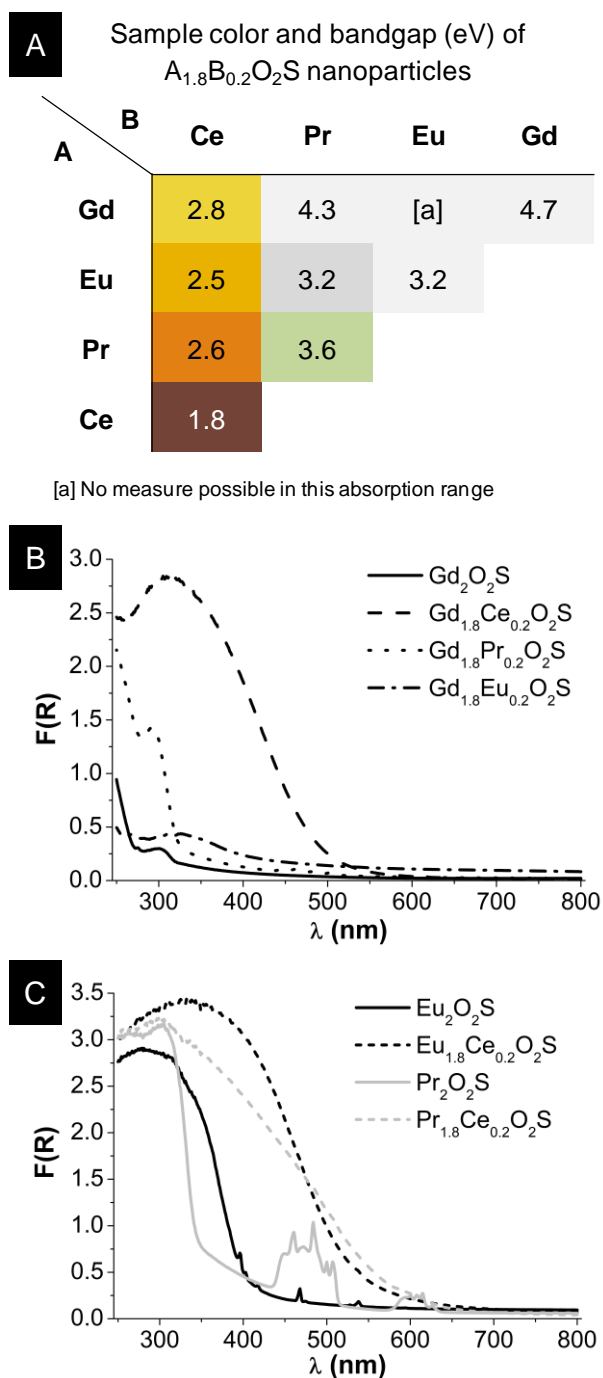 A
Sample color and bandgap (eV) of
A₁.₈B₀.₂O₂S nanoparticles
B
A
Ce Pr Eu Gd
Gd 2.8 4.3 [a] 4.7
Eu 2.5 3.2 3.2
Pr 2.6 3.6
Ce 1.8
[a] No measure possible in this absorption range
B
3.0
2.5
2.0
1.5
1.0
0.5
0.0
F(R)
Gd₂O₂S
Gd₁.₈Ce₀.₂O₂S
Gd₁.₈Pr₀.₂O₂S
Gd₁.₈Eu₀.₂O₂S
300 400 500 600 700 800
λ (nm)
C
3.5
3.0
2.5
2.0
1.5
1.0
0.5
0.0
F(R)
Eu₂O₂S
Eu₁.₈Ce₀.₂O₂S
Pr₂O₂S
Pr₁.₈Ce₀.₂O₂S
300 400 500 600 700 800
λ (nm)